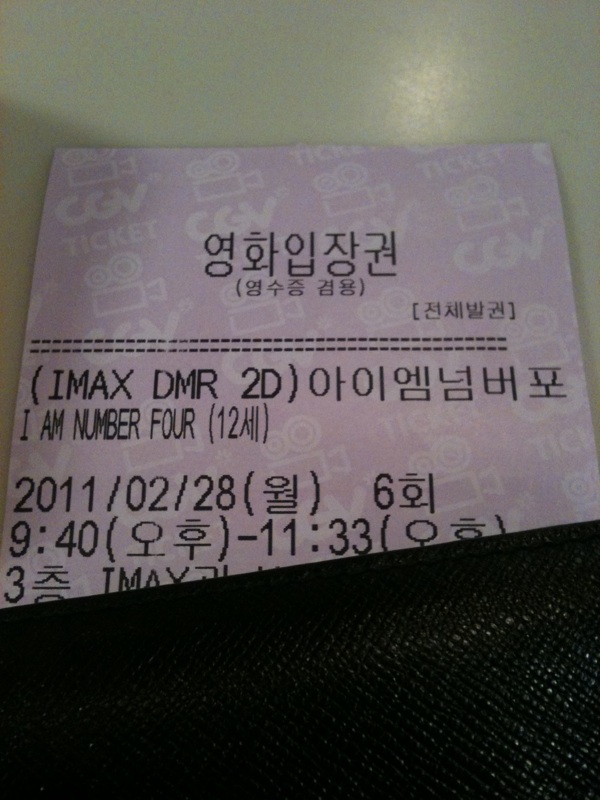 영화입장권
(영수증 겸용)
[전체발권]
(IMAX DMR 2D)아이엠넘버포
I AM NUMBER FOUR (12세)
2011/02/28(월) 6회
9:40(오후)-11:33(오후)
3층 IMAX관
CGV
TICKET